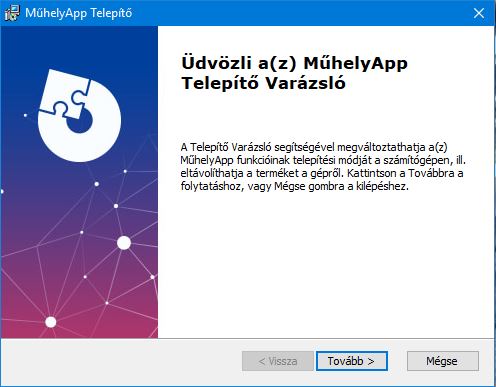 MűhelyApp Telepítő
Üdvözli a(z) MűhelyApp
Telepítő Varázsló
A Telepítő Varázsló segítségével megváltoztathatja a(z)
MűhelyApp funkcióinak telepítési módját a számítógépen, ill.
eltávolíthatja a terméket a gépről. Kattintson a Továbbra a
folytatáshoz, vagy Mégse gombra a kilépéshez.
< Vissza
Tovább >
Mégse